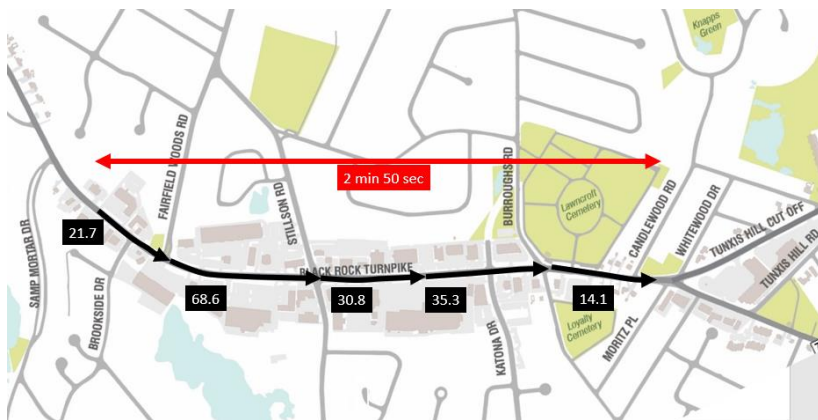 Knapps
Green
FAIRFIELD WOODS RD
STILLSON RD
BURROUGHS RD
2 min 50 sec
Lawncroft
Cemetery
CANDLEWOOD RD
WHITEWOOD DR
TUNXIS HILL CUT OFF
TUNXIS HILL RD
SAMP MORTAR DR
21.7
BLACK ROCK TURNPIKE
68.6
30.8
35.3
14.1
BROOKSIDE DR
KATONA DR
Loyalty
Cemetery
MORITZ PL